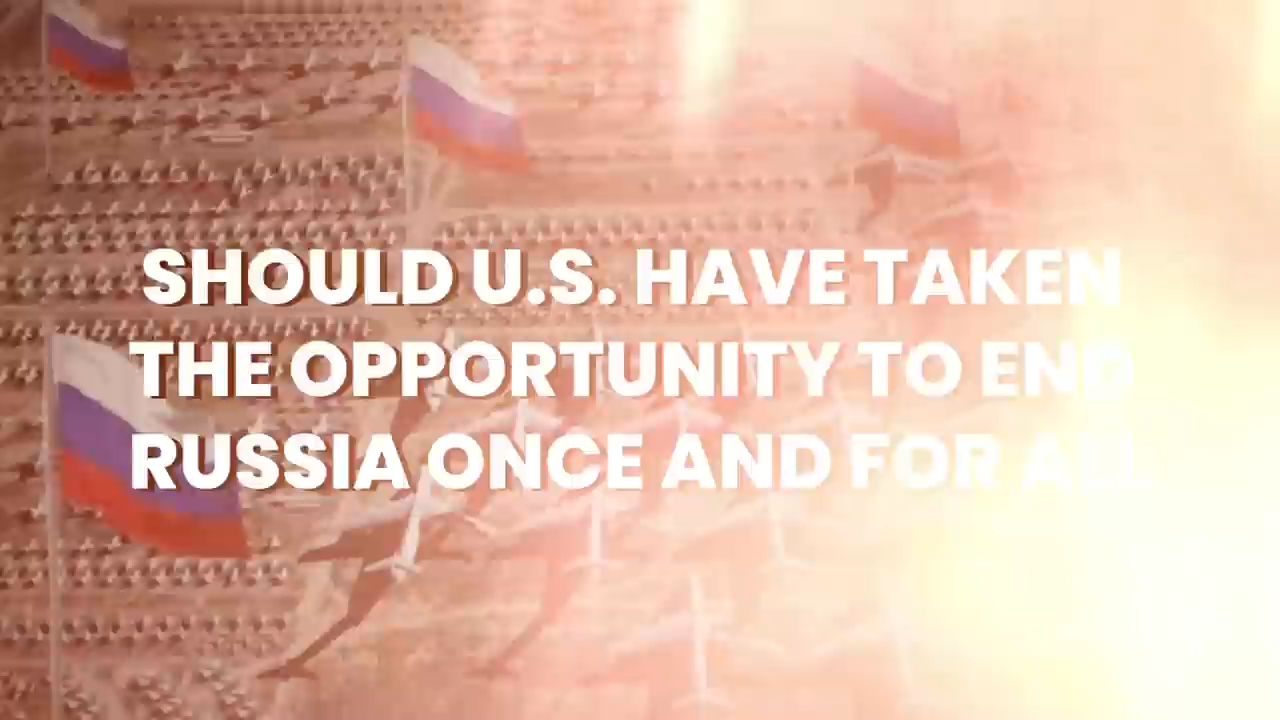 SHOULD U.S. HAVE TAKEN
THE OPPORTUNITY TO END
RUSSIA ONCE AND FOR ALL